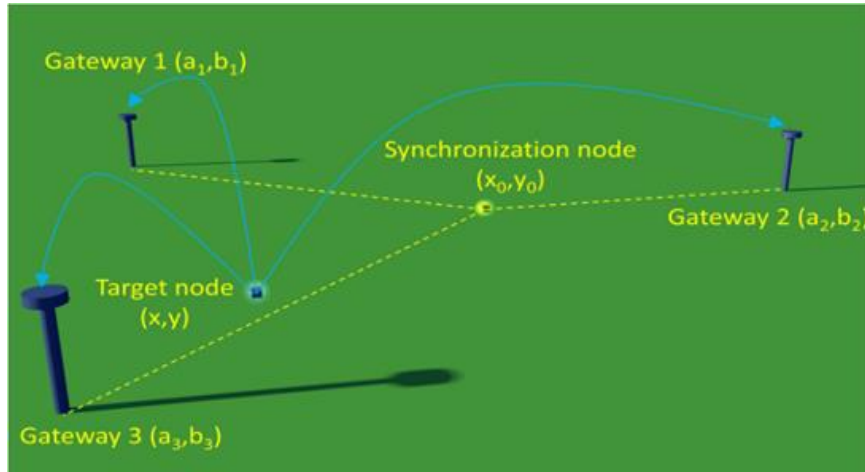 Gateway 1 (a₁,b₁)
Synchronization node
(x₀,y₀)
Gateway 2 (a₂,b₂)
Target node
(x,y)
Gateway 3 (a₃,b₃)